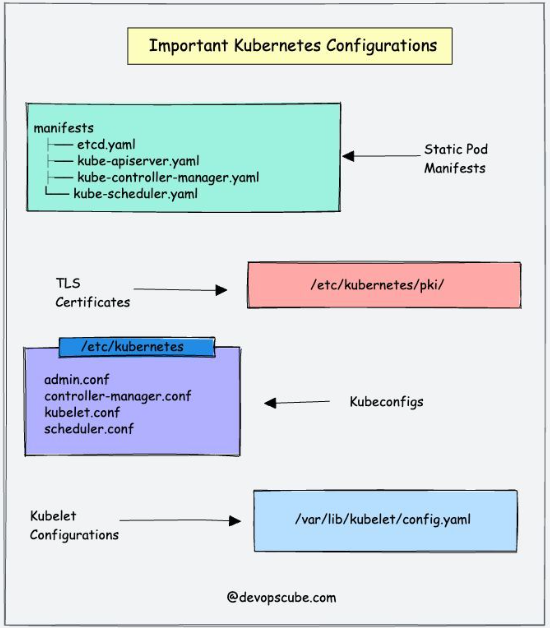 Important Kubernetes Configurations
manifests
├── etcd.yaml
├── kube-apiserver.yaml
├── kube-controller-manager.yaml
└── kube-scheduler.yaml
Static Pod
Manifests
TLS
Certificates
/etc/kubernetes/pki/
/etc/kubernetes
admin.conf
controller-manager.conf
kubelet.conf
scheduler.conf
Kubeconfigs
Kubelet
Configurations
/var/lib/kubelet/config.yaml
@devopscube.com